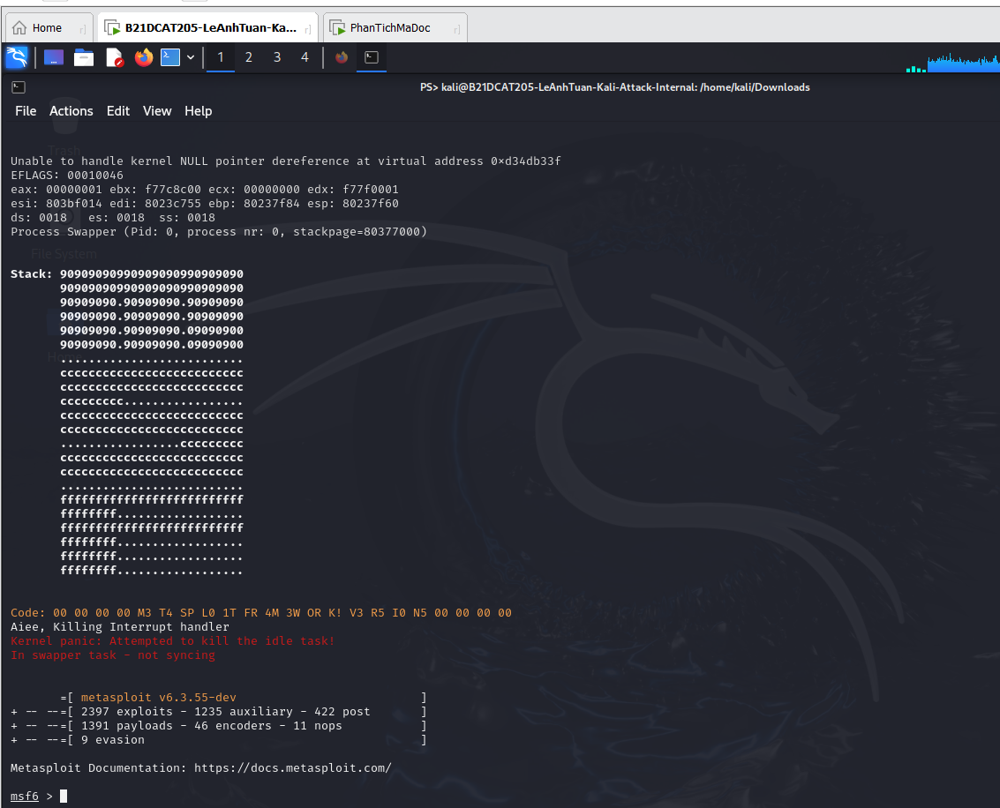 Home
B21DCAT205-LeAnhTuan-Ka...
PhanTichMaDoc
1 2 3 4
PS> kali@B21DCAT205-LeAnhTuan-Kali-Attack-Internal: /home/kali/Downloads
File Actions Edit View Help
Trash
Unable to handle kernel NULL pointer dereference at virtual address 0×d34db33f
EFLAGS: 00010046
eax: 00000001 ebx: f77c8c00 ecx: 00000000 edx: f77f0001
esi: 803bf014 edi: 8023c755 ebp: 80237f84 esp: 80237f60
ds: 0018   es: 0018  ss: 0018
Process Swapper (Pid: 0, process nr: 0, stackpage=80377000)
File System
Stack: 90909090990909090990909090
90909090990909090990909090
90909090.90909090.90909090
90909090.90909090.90909090
90909090.90909090.09090900
90909090.90909090.09090900
Home
..........................
cccccccccccccccccccccccccc
cccccccccccccccccccccccccc
ccccccccc.................
cccccccccccccccccccccccccc
cccccccccccccccccccccccccc
.................ccccccccc
cccccccccccccccccccccccccc
cccccccccccccccccccccccccc
..........................
ffffffffffffffffffffffffff
ffffffff..................
ffffffffffffffffffffffffff
ffffffff..................
ffffffff..................
ffffffff..................
Code: 00 00 00 00 M3 T4 SP L0 1T FR 4M 3W OR K! V3 R5 I0 N5 00 00 00 00
Aiee, Killing Interrupt handler
Kernel panic: Attempted to kill the idle task!
In swapper task - not syncing
=[ metasploit v6.3.55-dev ]
+ -- --=[ 2397 exploits - 1235 auxiliary - 422 post ]
+ -- --=[ 1391 payloads - 46 encoders - 11 nops ]
+ -- --=[ 9 evasion ]
Metasploit Documentation: https://docs.metasploit.com/
msf6 >